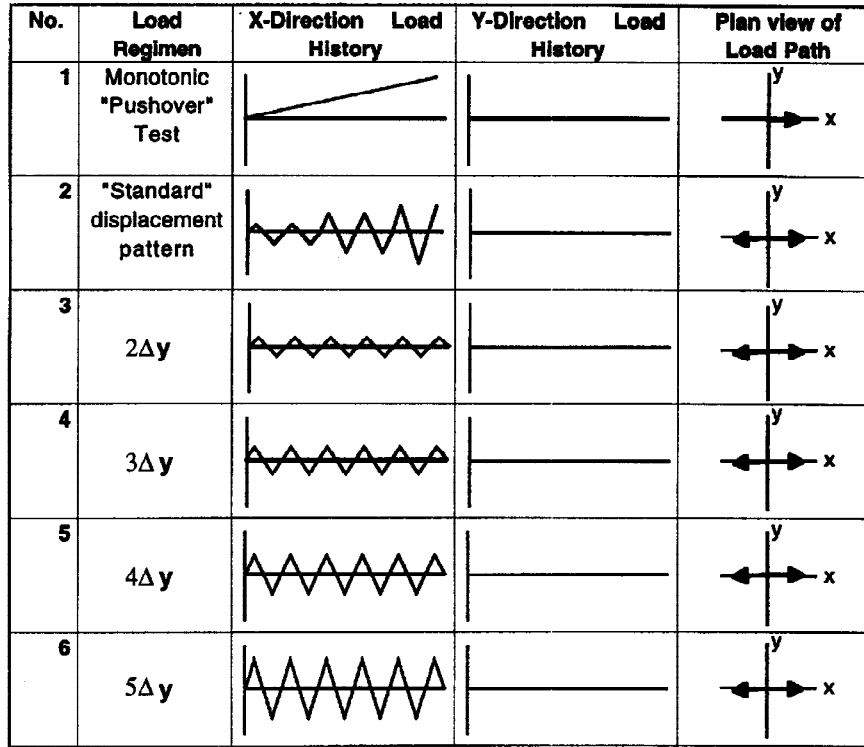 No. Load X-Direction Load Y-Direction Load Plan view of
Regimen History History Load Path
1 Monotonic y
"Pushover" x
Test
2 "Standard" y
displacement x
pattern
3 y
2Δy x
4 y
3Δy x
5 y
4Δy x
6 y
5Δy x